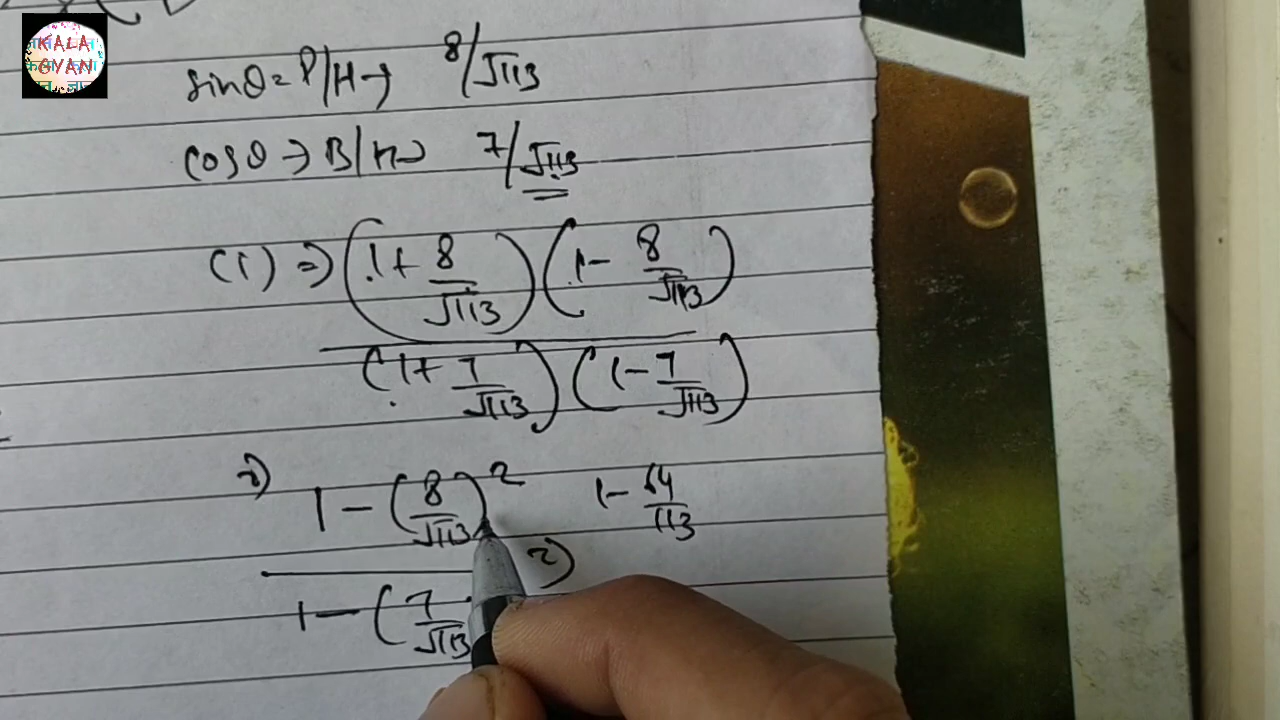 KALA
GYAN
sinθ = P/H → 8/√113
cosθ → B/H → 7/√113
(1) ⇒ (1 + 8/√113) (1 - 8/√113)
(1 + 7/√113) (1 - 7/√113)
⇒ 1 - (8/√113)² 1 - 64/113
⇒
1 - (7/√113